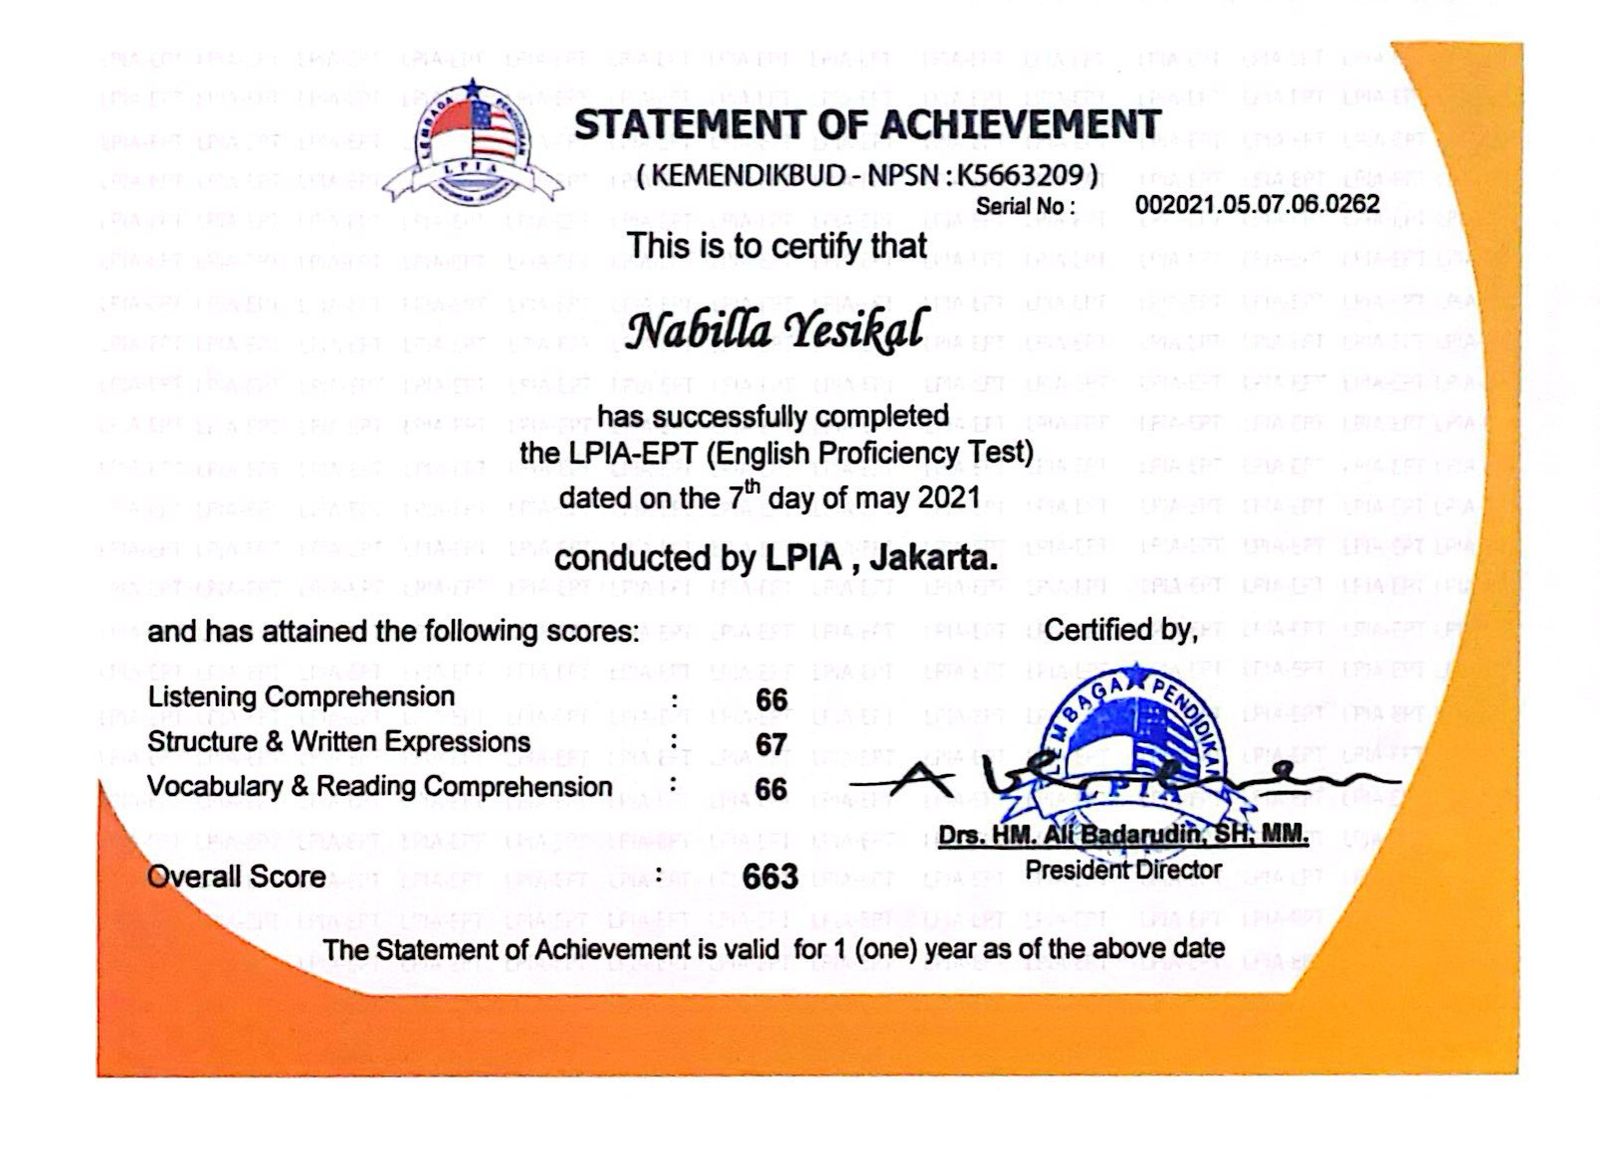 LEMBAGA PENDIDIKAN
LPIA
STATEMENT OF ACHIEVEMENT
( KEMENDIKBUD - NPSN : K5663209 )
Serial No : 002021.05.07.06.0262
This is to certify that
Nabilla Yesikal
has successfully completed
the LPIA-EPT (English Proficiency Test)
dated on the 7th day of may 2021
conducted by LPIA , Jakarta.
and has attained the following scores:
Listening Comprehension : 66
Structure & Written Expressions : 67
Vocabulary & Reading Comprehension : 66
Overall Score : 663
Certified by,
LEMBAGA PENDIDIKAN
LPIA
Drs. HM. Ali Badarudin, SH, MM.
President Director
The Statement of Achievement is valid for 1 (one) year as of the above date